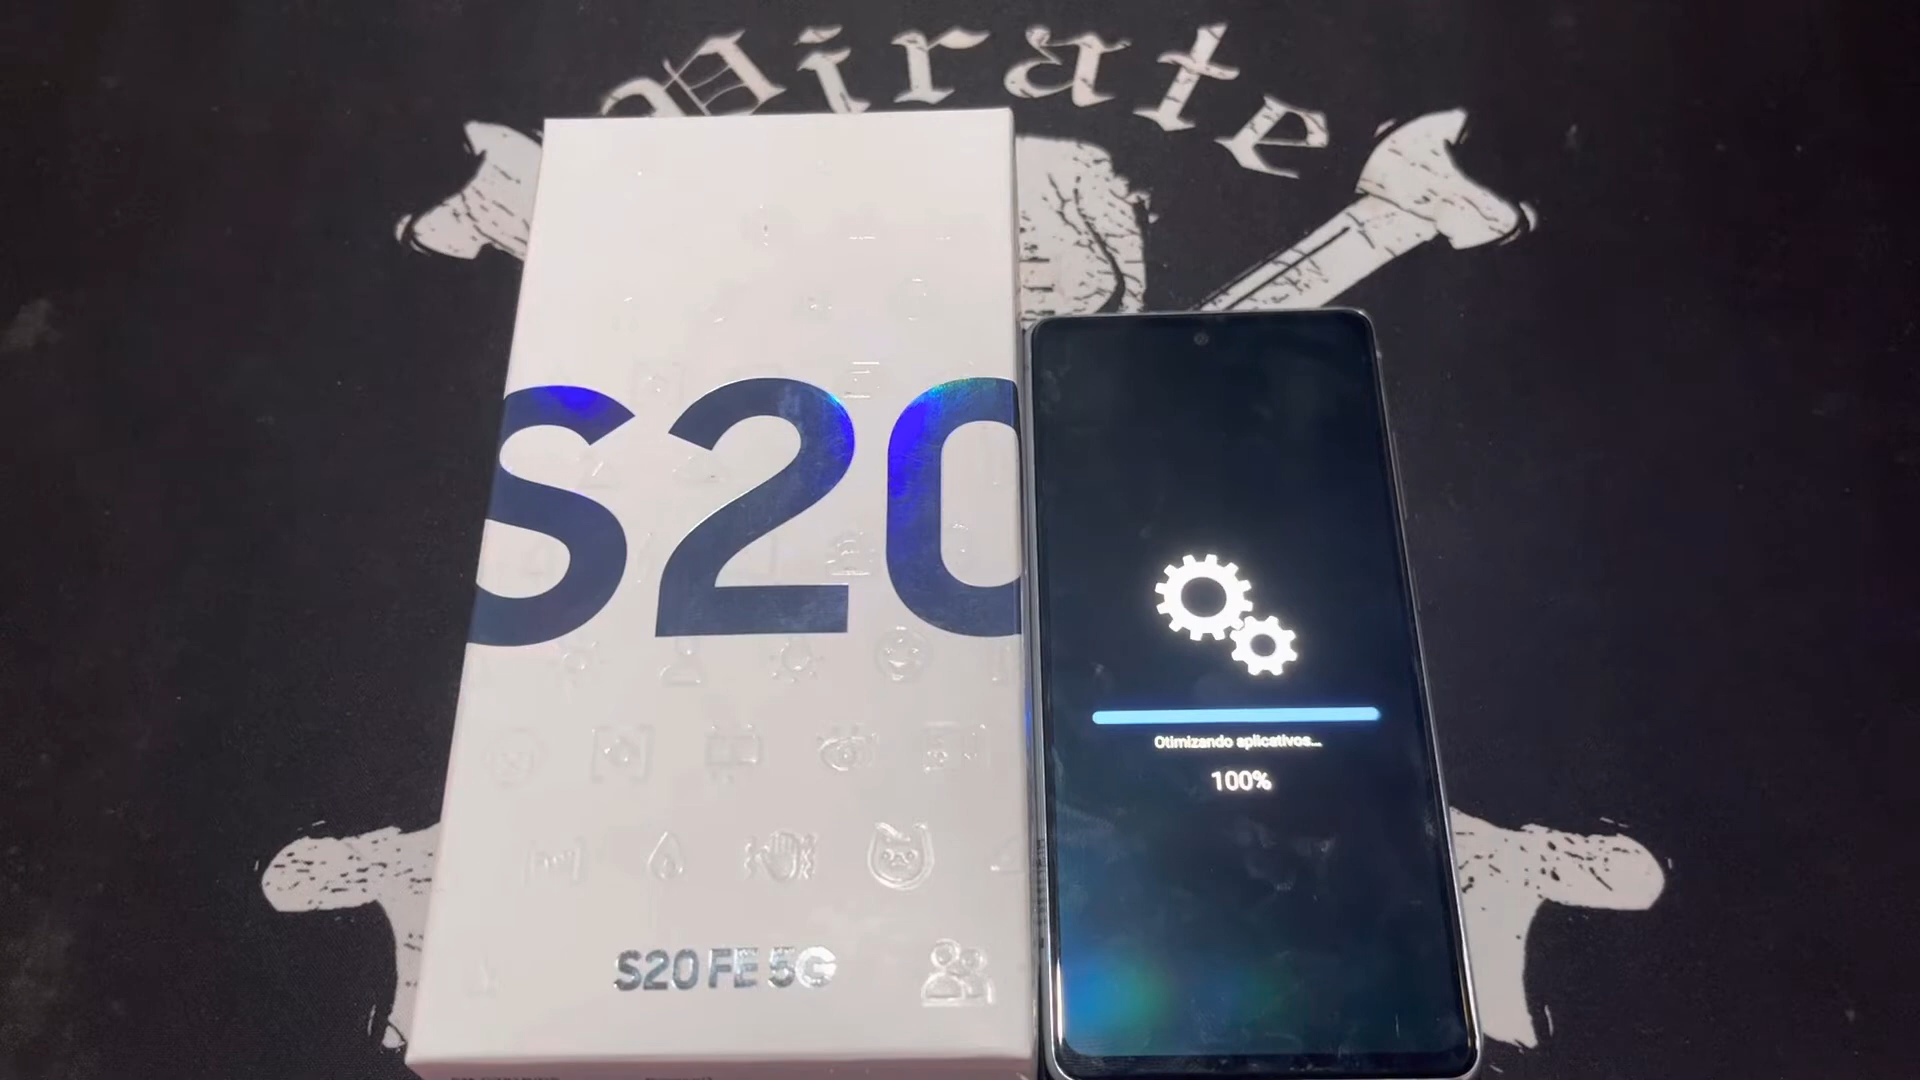 Pirate
S20
S20 FE 5G
Otimizando aplicativos...
100%